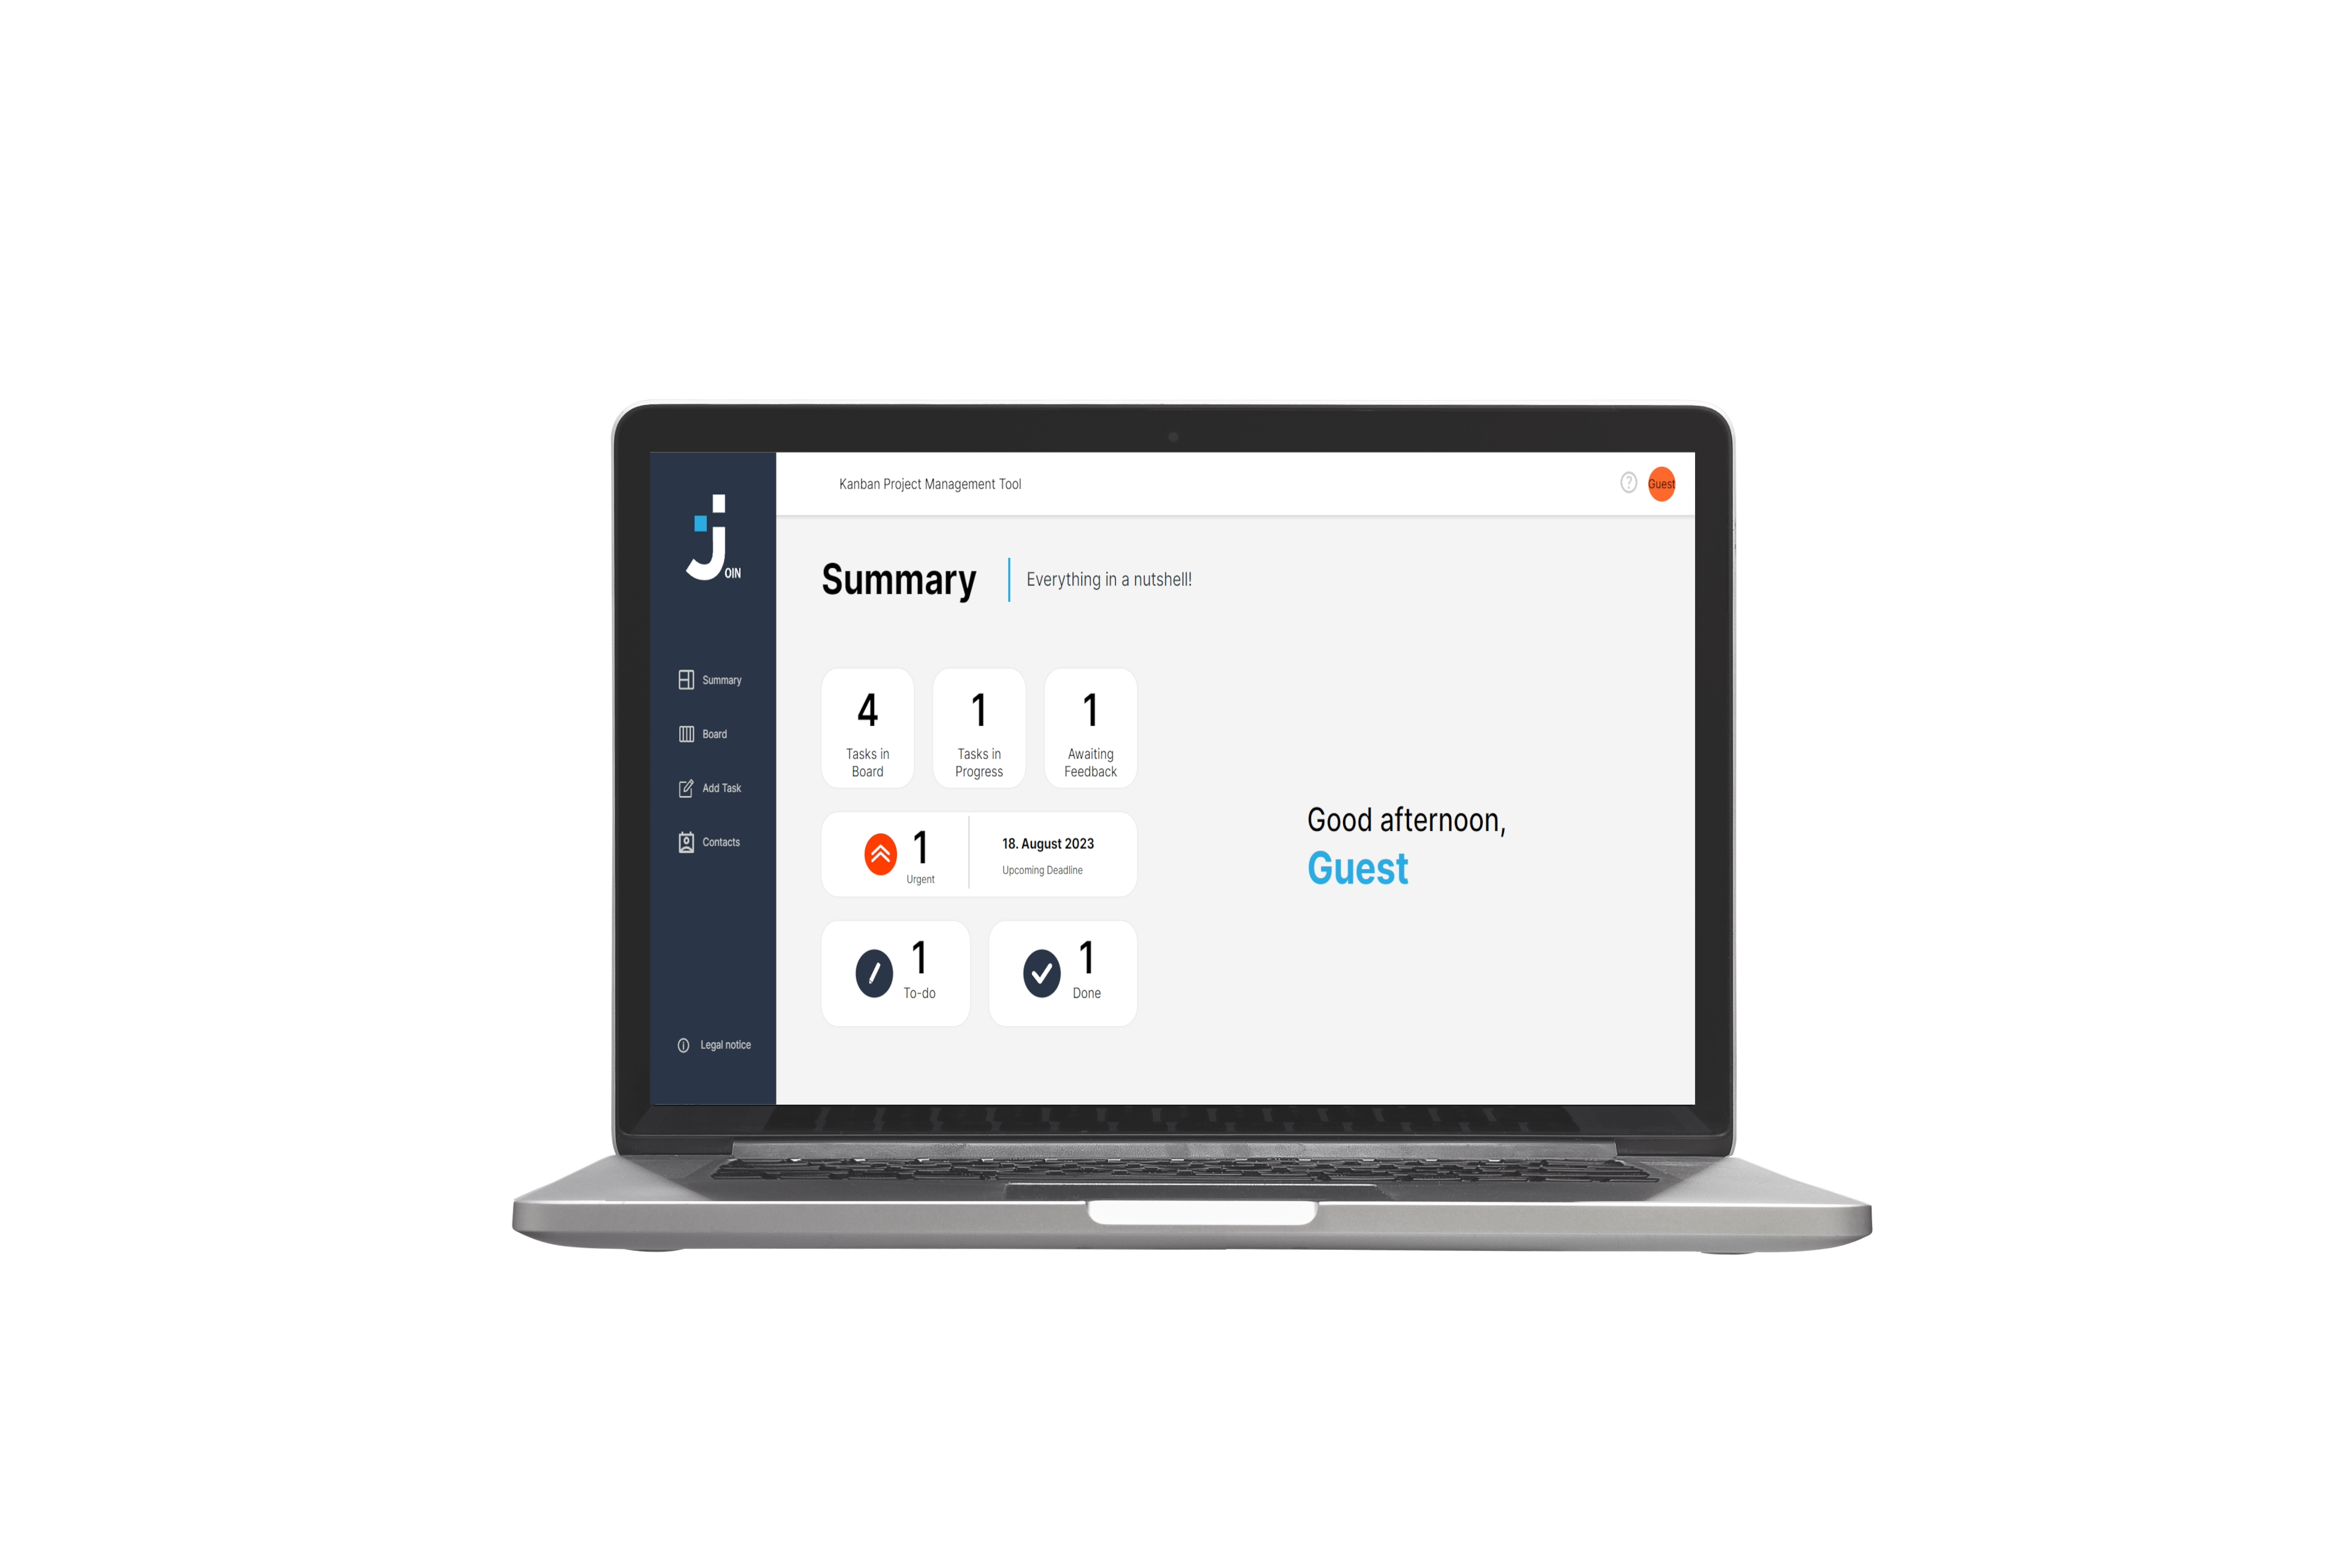 Kanban Project Management Tool
?
Guest
J
OIN
Summary
Everything in a nutshell!
Summary
Board
Add Task
Contacts
Legal notice
4
Tasks in
Board
1
Tasks in
Progress
1
Awaiting
Feedback
1
Urgent
18. August 2023
Upcoming Deadline
1
To-do
1
Done
Good afternoon,
Guest